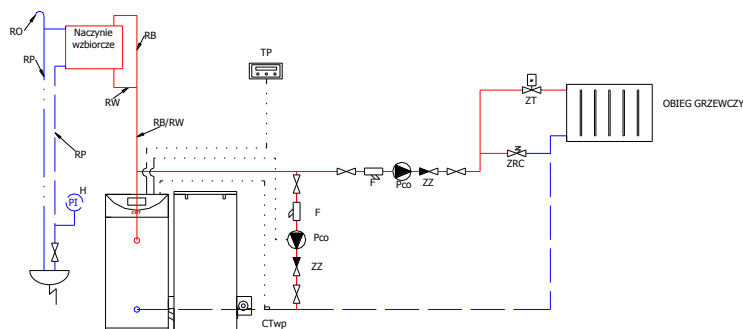 RO
Naczynie
wzbiorcze
RB
RP
TP
RW
ZT
OBIEG GRZEWCZY
RB/RW
RP
ZRC
F
Pco
ZZ
H
PI
F
Pco
ZZ
CTwp